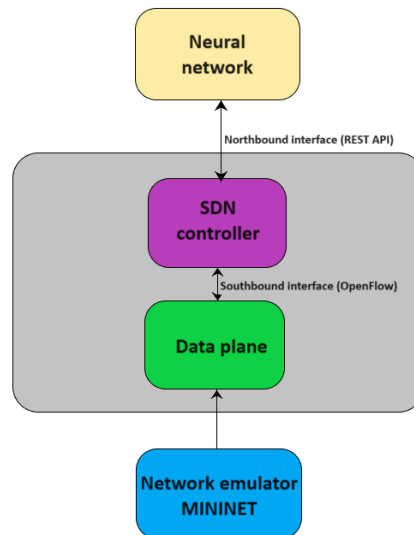 Neural
network
Northbound interface (REST API)
SDN
controller
Southbound interface (OpenFlow)
Data plane
Network emulator
MININET